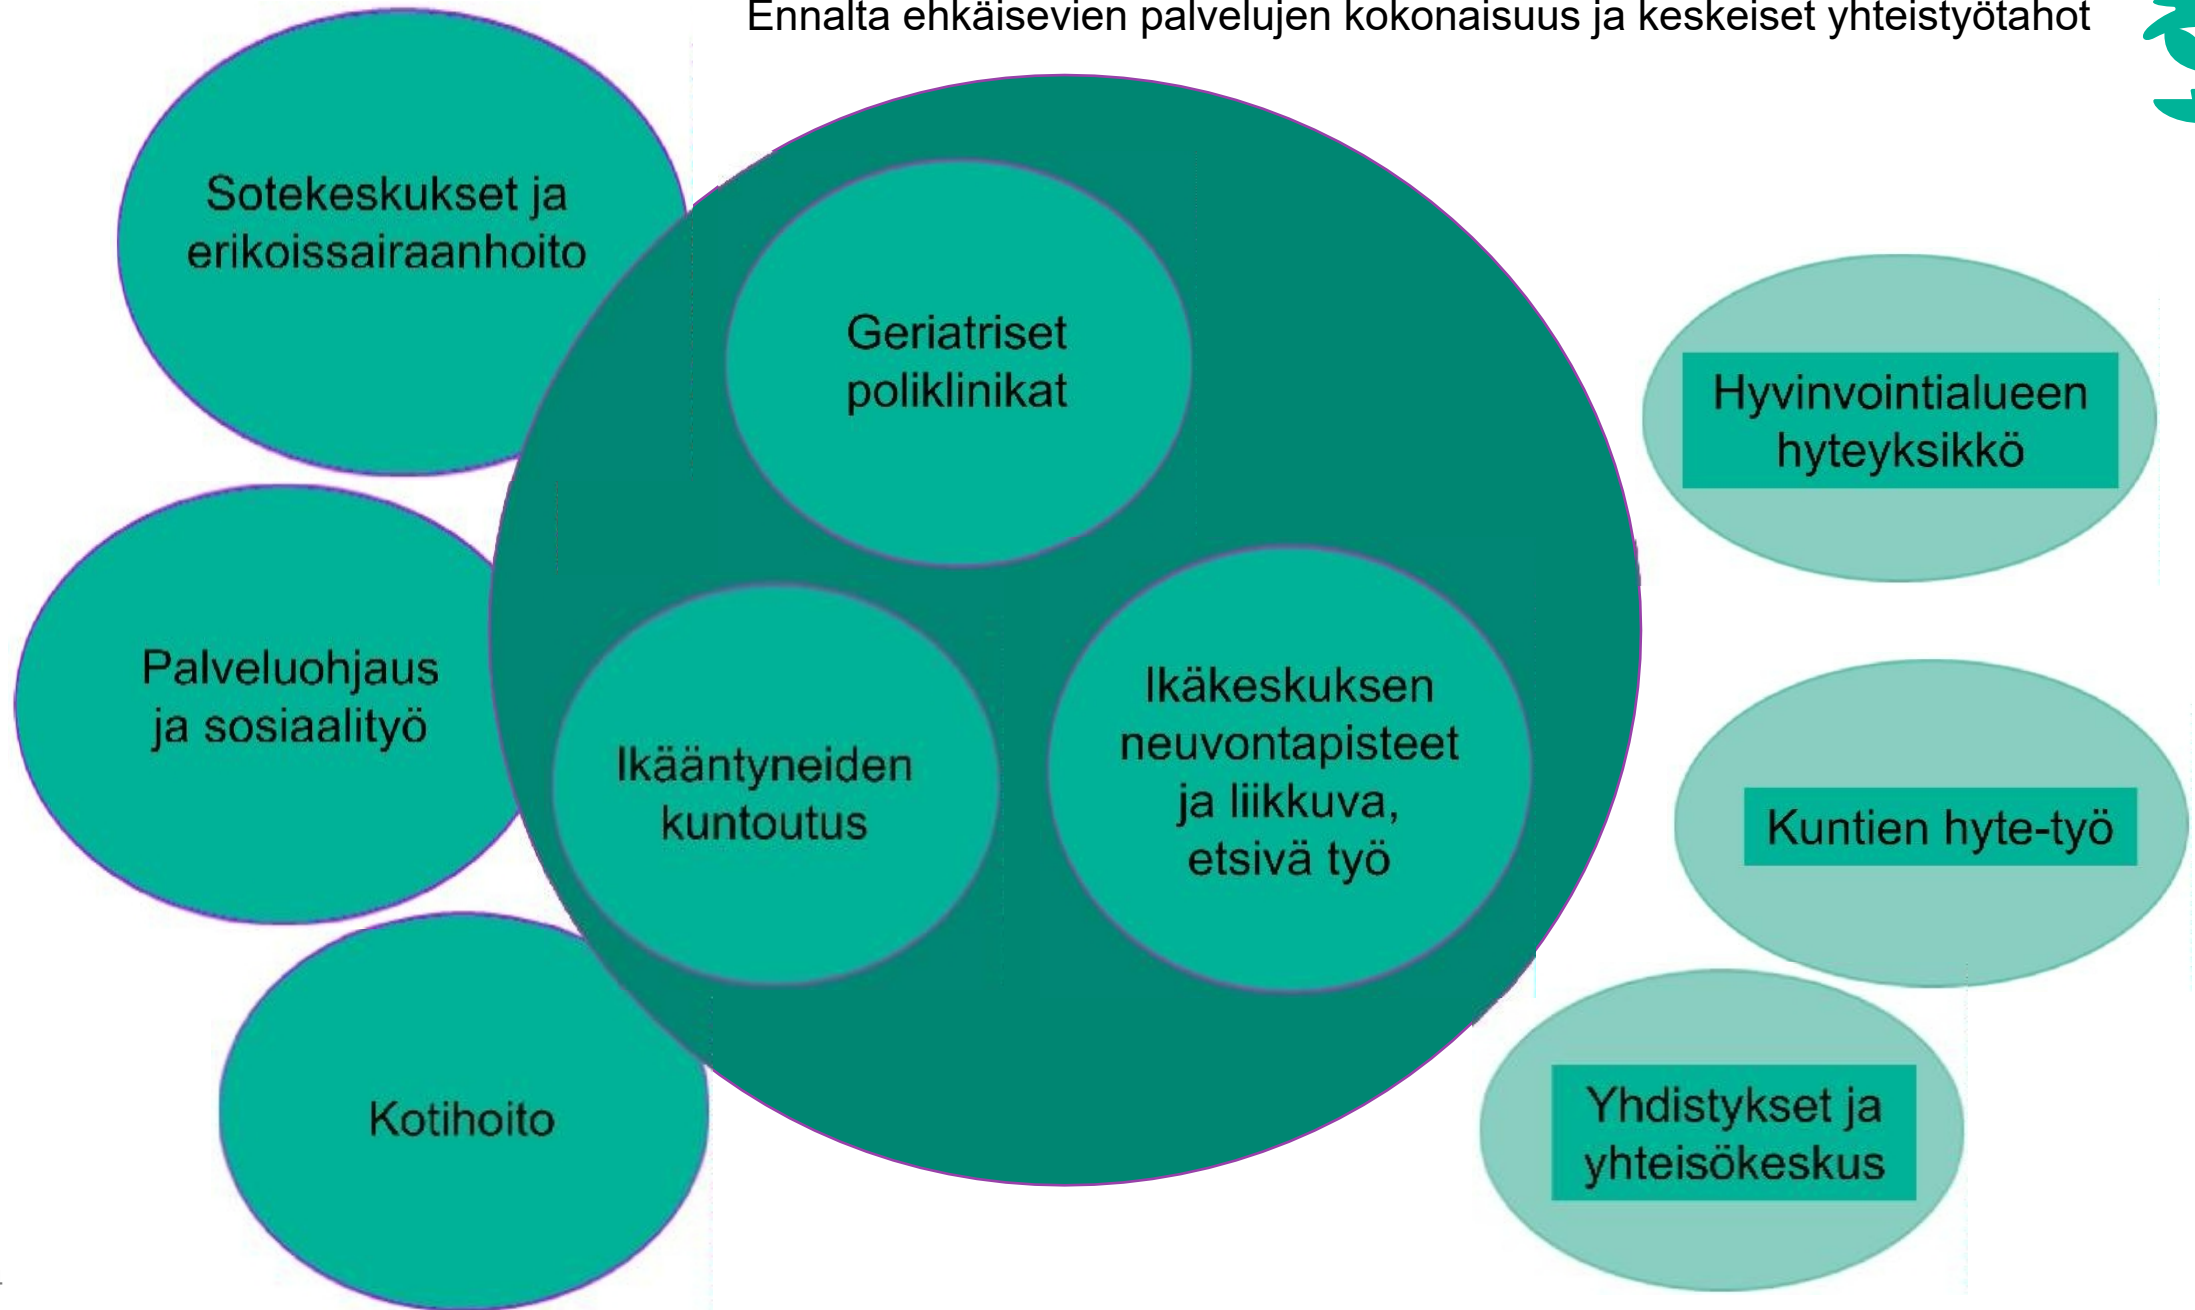 Ennalta ehkäisevien palvelujen kokonaisuus ja keskeiset yhteistyötahot
Sotekeskukset ja
erikoissairaanhoito
Geriatriset
poliklinikat
Hyvinvointialueen
hyteyksikkö
Palveluohjaus
ja sosiaalityö
Ikääntyneiden
kuntoutus
Ikäkeskuksen
neuvontapisteet
ja liikkuva,
etsivä työ
Kuntien hyte-työ
Kotihoito
Yhdistykset ja
yhteisökeskus